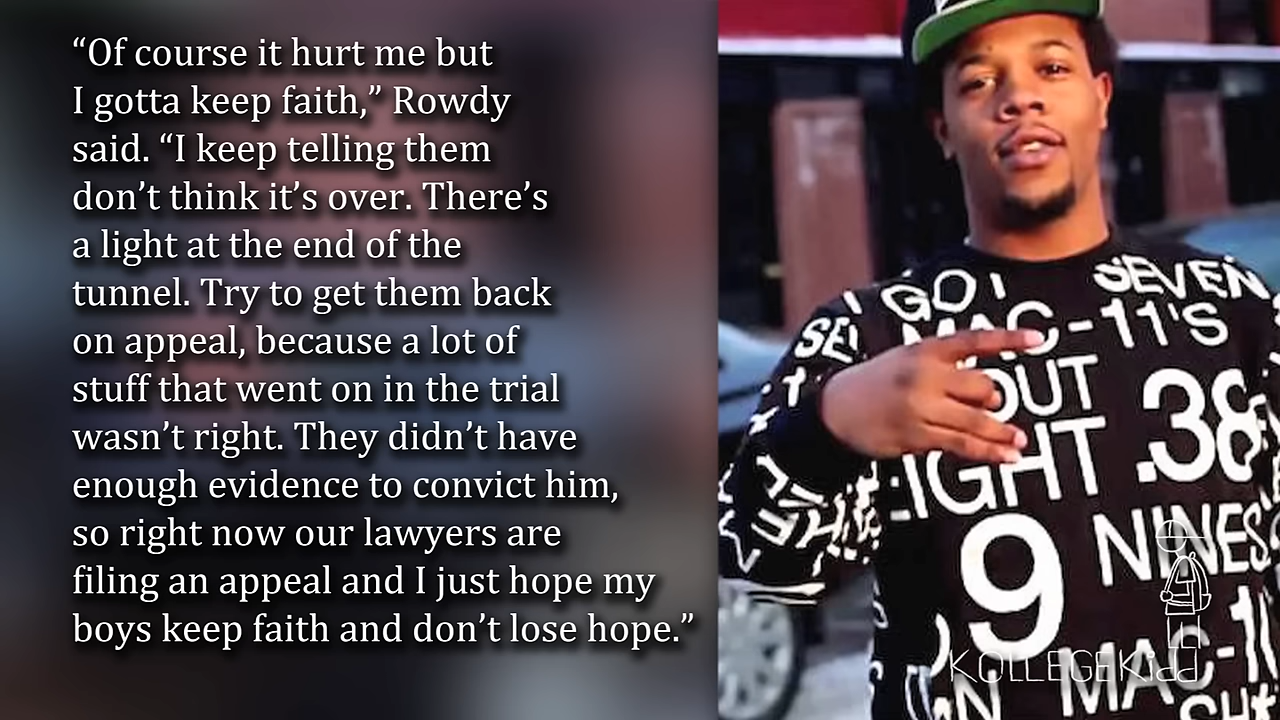 “Of course it hurt me but
I gotta keep faith,” Rowdy
said. “I keep telling them
don’t think it’s over. There’s
a light at the end of the
tunnel. Try to get them back
on appeal, because a lot of
stuff that went on in the trial
wasn’t right. They didn’t have
enough evidence to convict him,
so right now our lawyers are
filing an appeal and I just hope my
boys keep faith and don’t lose hope.”
I GOT SEVEN
MAC-11'S
.38
9 NINES
KOLLEGEKiDD